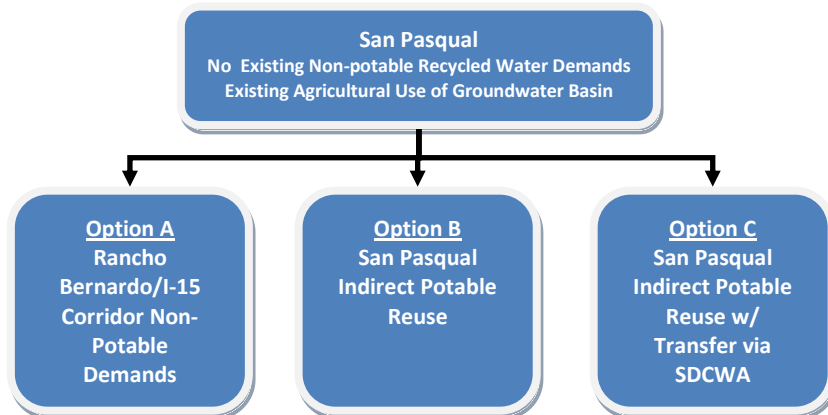 San Pasqual
No Existing Non-potable Recycled Water Demands
Existing Agricultural Use of Groundwater Basin
Option A
Rancho
Bernardo/I-15
Corridor Non-
Potable
Demands
Option B
San Pasqual
Indirect Potable
Reuse
Option C
San Pasqual
Indirect Potable
Reuse w/
Transfer via
SDCWA